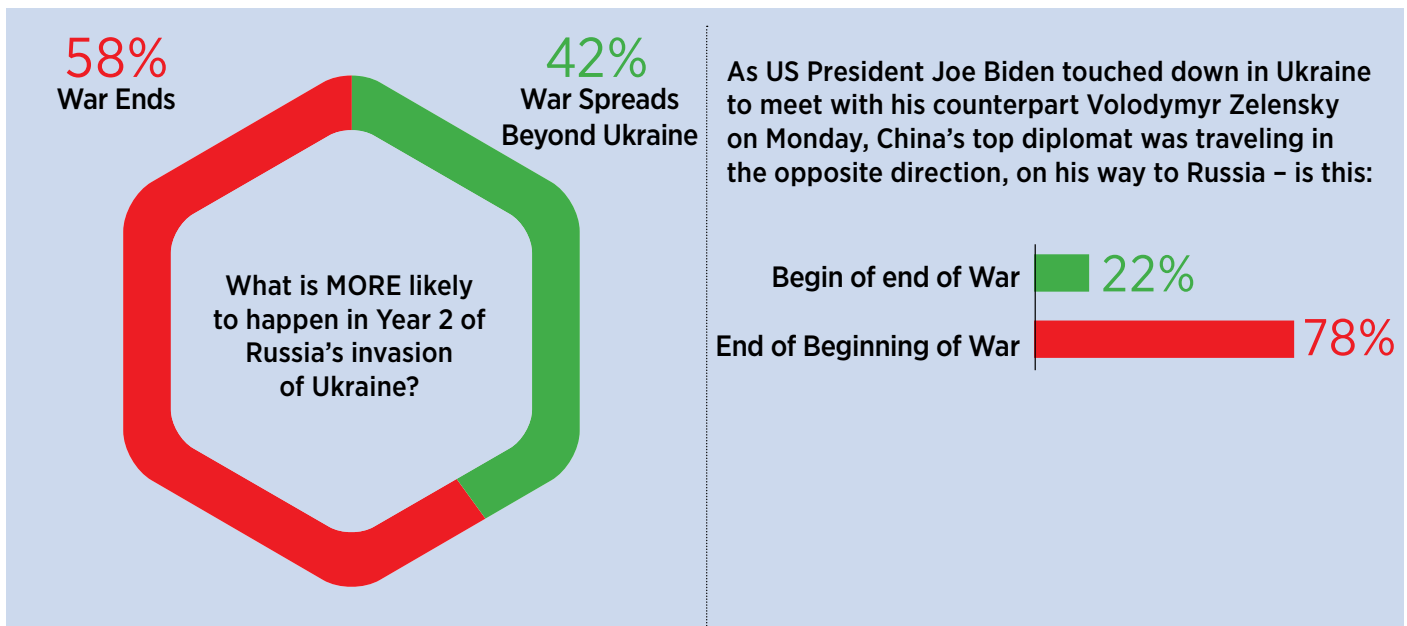 58%
War Ends
42%
War Spreads
Beyond Ukraine
What is MORE likely
to happen in Year 2 of
Russia's invasion
of Ukraine?
As US President Joe Biden touched down in Ukraine
to meet with his counterpart Volodymyr Zelensky
on Monday, China's top diplomat was traveling in
the opposite direction, on his way to Russia – is this:
Begin of end of War 22%
End of Beginning of War 78%